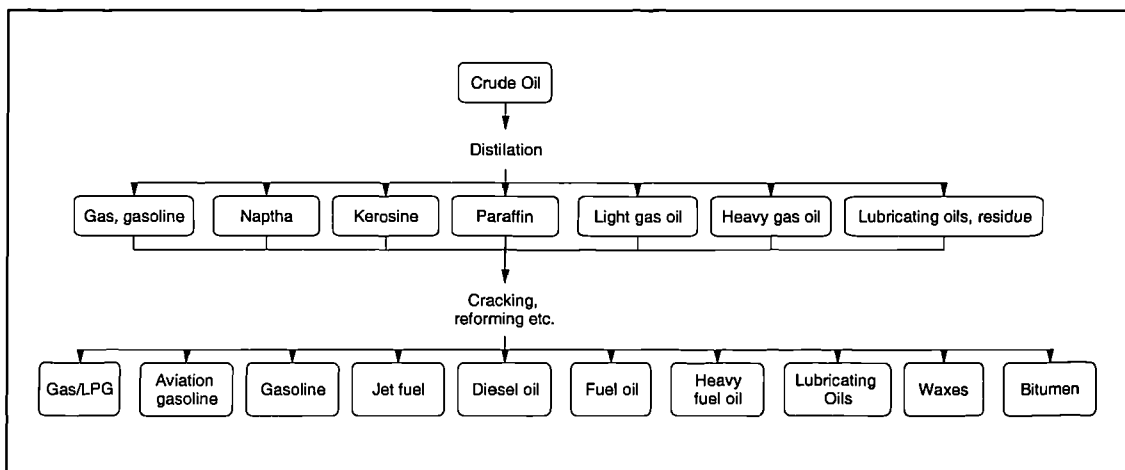 Crude Oil
Distilation
Gas, gasoline
Naptha
Kerosine
Paraffin
Light gas oil
Heavy gas oil
Lubricating oils, residue
Cracking,
reforming etc.
Gas/LPG
Aviation
gasoline
Gasoline
Jet fuel
Diesel oil
Fuel oil
Heavy
fuel oil
Lubricating
Oils
Waxes
Bitumen